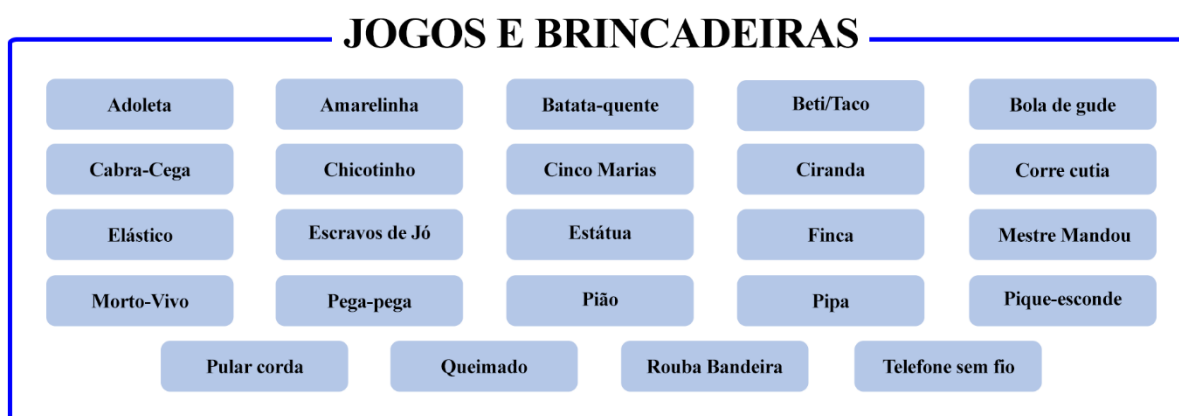 JOGOS E BRINCADEIRAS
Adoleta Amarelinha Batata-quente Beti/Taco Bola de gude
Cabra-Cega Chicotinho Cinco Marias Ciranda Corre cutia
Elástico Escravos de Jó Estátua Finca Mestre Mandou
Morto-Vivo Pega-pega Pião Pipa Pique-esconde
Pular corda Queimado Rouba Bandeira Telefone sem fio